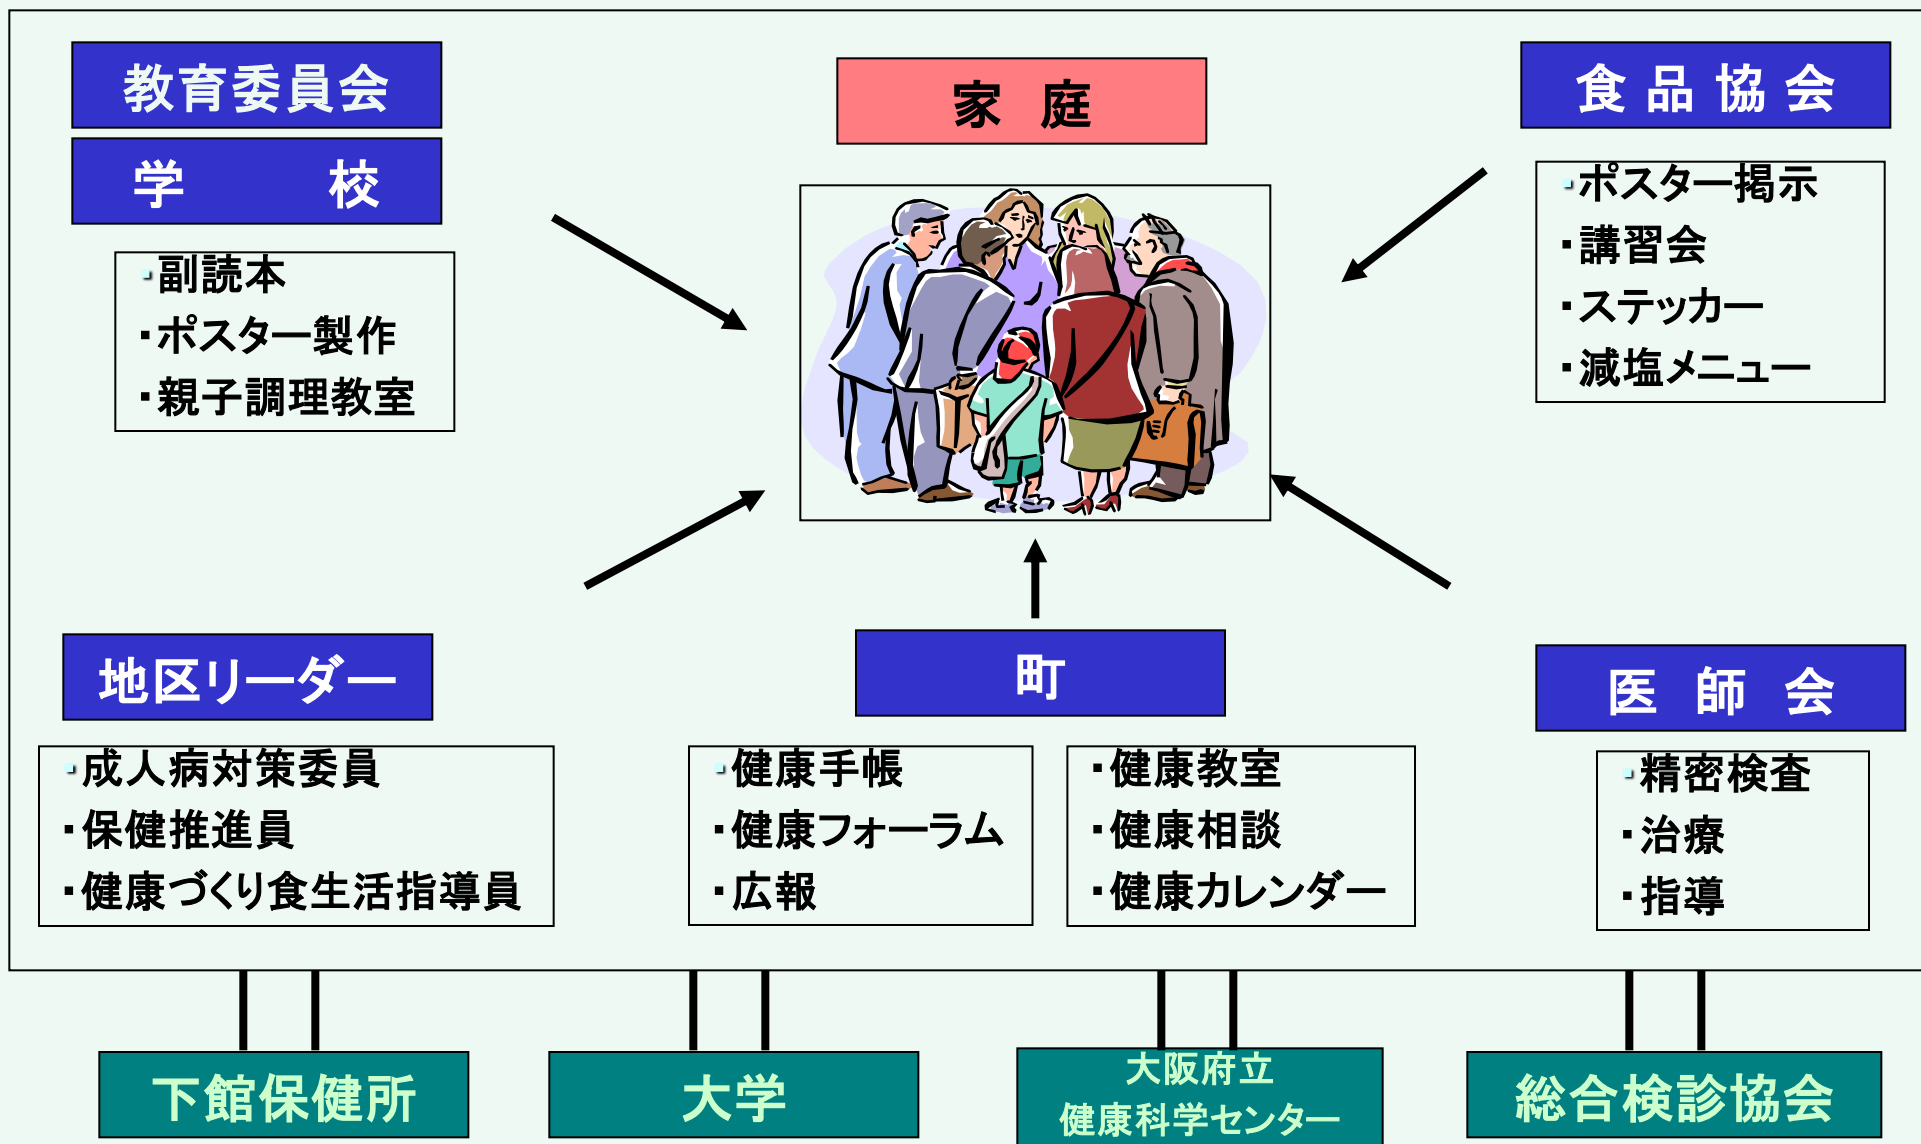 教育委員会
学 校
・副読本
・ポスター製作
・親子調理教室
家 庭
食 品 協 会
・ポスター掲示
・講習会
・ステッカー
・減塩メニュー
地区リーダー
・成人病対策委員
・保健推進員
・健康づくり食生活指導員
町
・健康手帳
・健康フォーラム
・広報
・健康教室
・健康相談
・健康カレンダー
医 師 会
・精密検査
・治療
・指導
下館保健所
大学
大阪府立
健康科学センター
総合検診協会